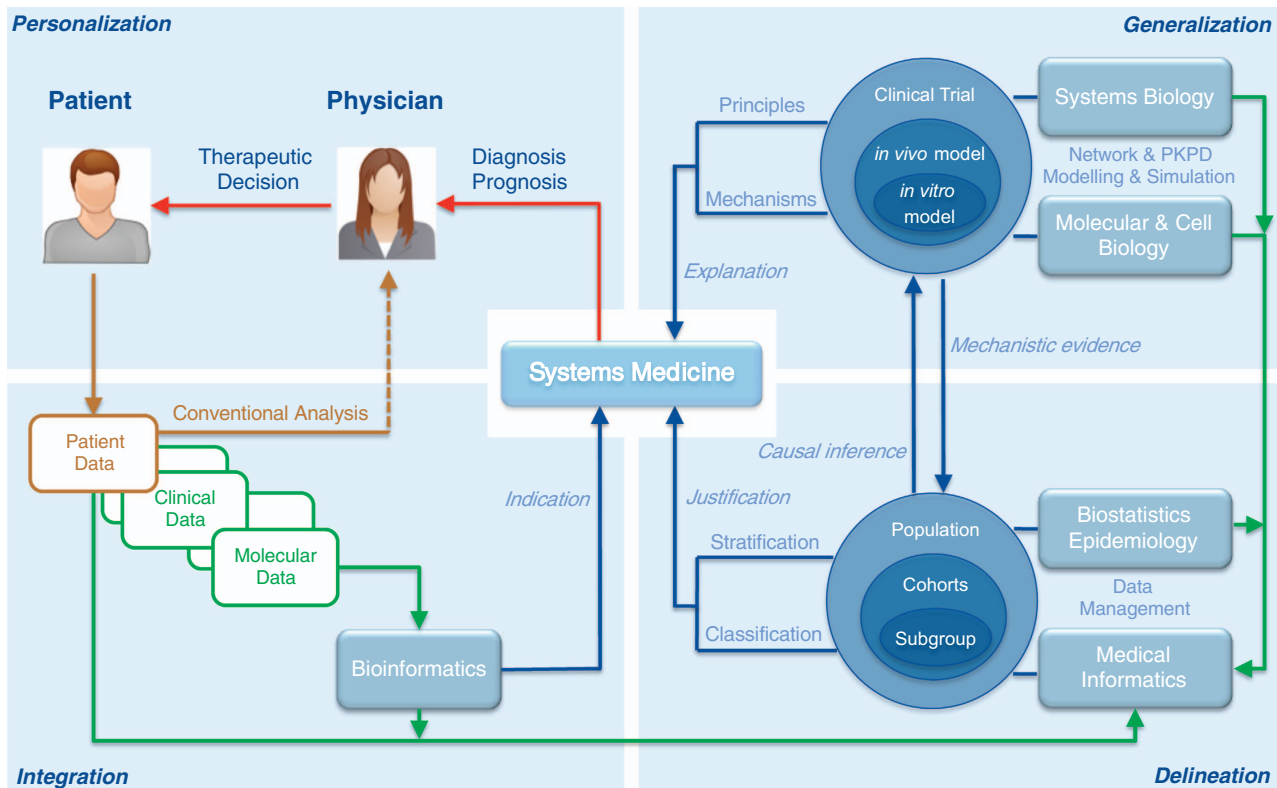 Personalization
Generalization
Patient
Physician
Therapeutic
Decision
Diagnosis
Prognosis
Principles
Mechanisms
Explanation
Clinical Trial
in vivo model
in vitro
model
Systems Biology
Network & PKPD
Modelling & Simulation
Molecular & Cell
Biology
Systems Medicine
Mechanistic evidence
Causal inference
Conventional Analysis
Patient
Data
Clinical
Data
Molecular
Data
Bioinformatics
Indication
Justification
Stratification
Classification
Population
Cohorts
Subgroup
Biostatistics
Epidemiology
Data
Management
Medical
Informatics
Integration
Delineation